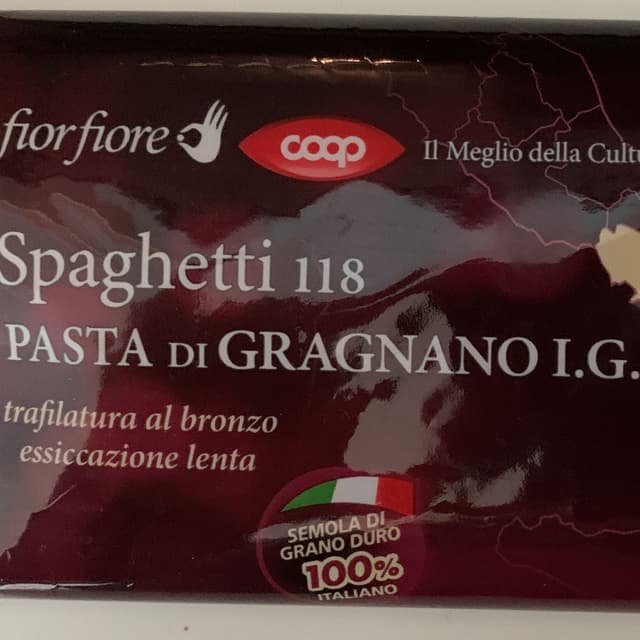 fiorfiore coop Il Meglio della Cultu
Spaghetti 118
PASTA DI GRAGNANO I.G.
trafilatura al bronzo
essiccazione lenta
SEMOLA DI
GRANO DURO
100%
ITALIANO